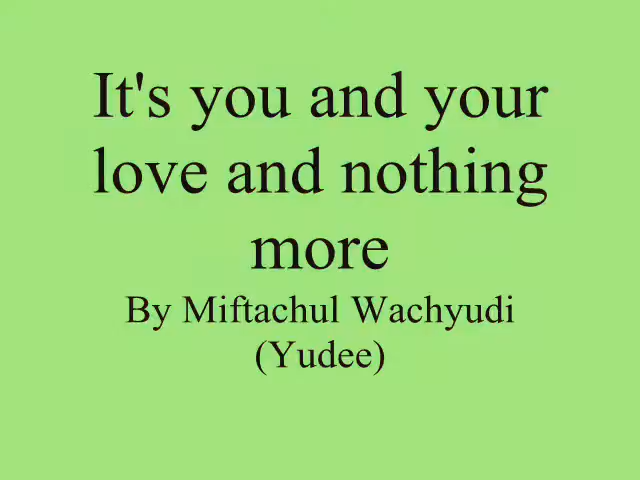 It's you and your
love and nothing
more
By Miftachul Wachyudi
(Yudee)